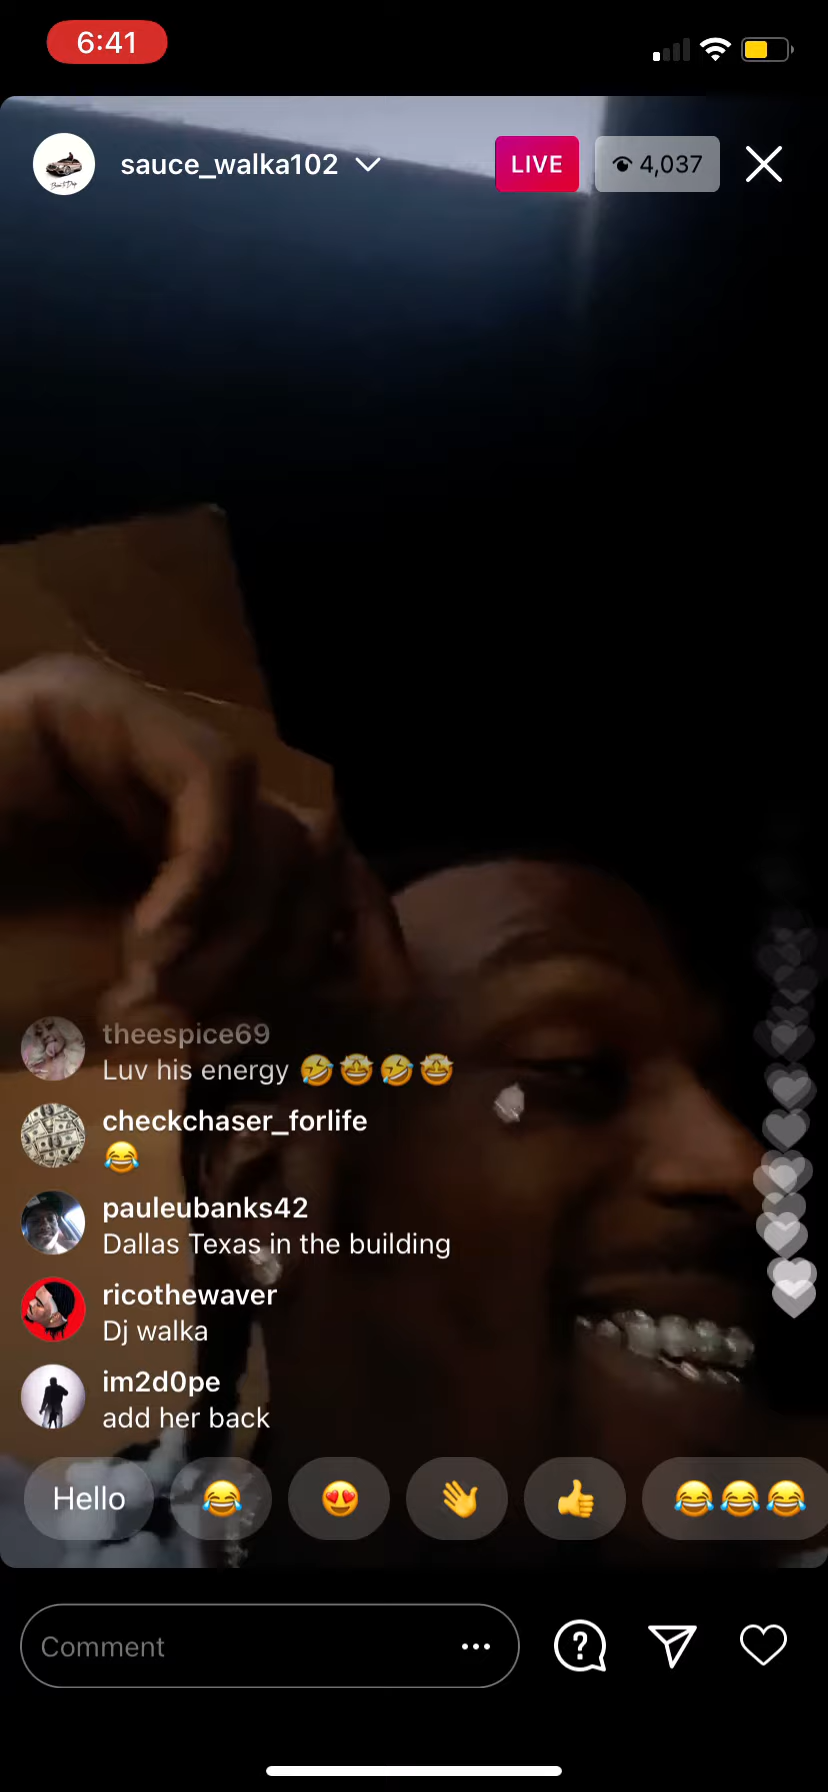 6:41
sauce_walka102
LIVE
4,037
theespice69
Luv his energy 🤣🤩🤣🤩
checkchaser_forlife
😂
pauleubanks42
Dallas Texas in the building
ricothewaver
Dj walka
im2d0pe
add her back
Hello 😂 😍 👋 👍 😂😂😂
Comment